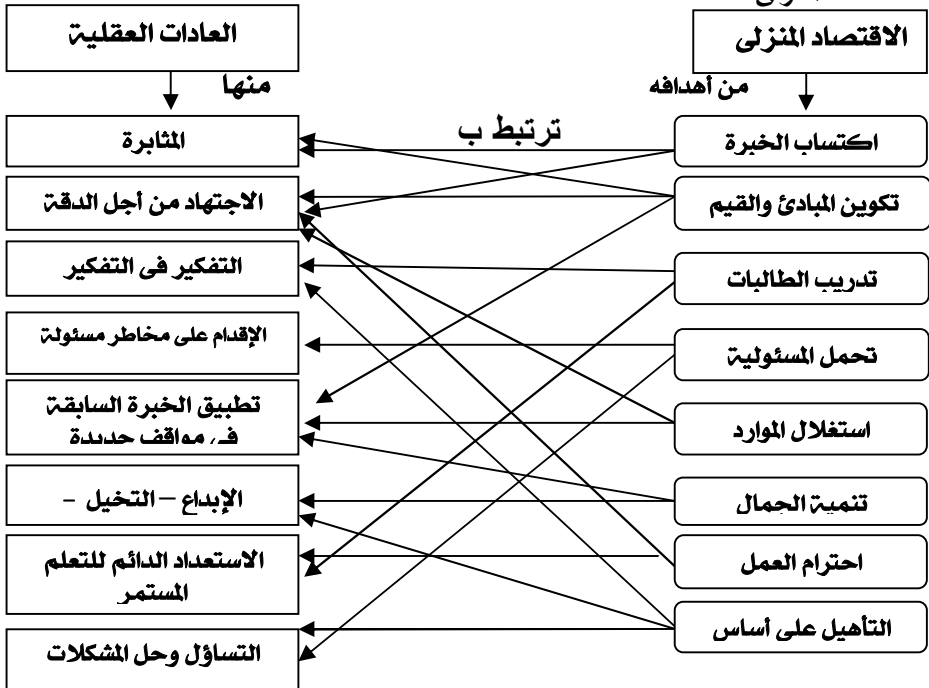 الاقتصاد المنزلى
من أهدافه
اكتساب الخبرة
تكوين المبادئ والقيم
تدريب الطالبات
تحمل المسئولية
استغلال الموارد
تنمية الجمال
احترام العمل
التأهيل على أساس
ترتبط ب
العادات العقلية
منها
المثابرة
الاجتهاد من أجل الدقة
التفكير فى التفكير
الإقدام على مخاطر مسئولة
تطبيق الخبرة السابقة
فى مواقف جديدة
الإبداع – التخيل -
الاستعداد الدائم للتعلم
المستمر
التساؤل وحل المشكلات